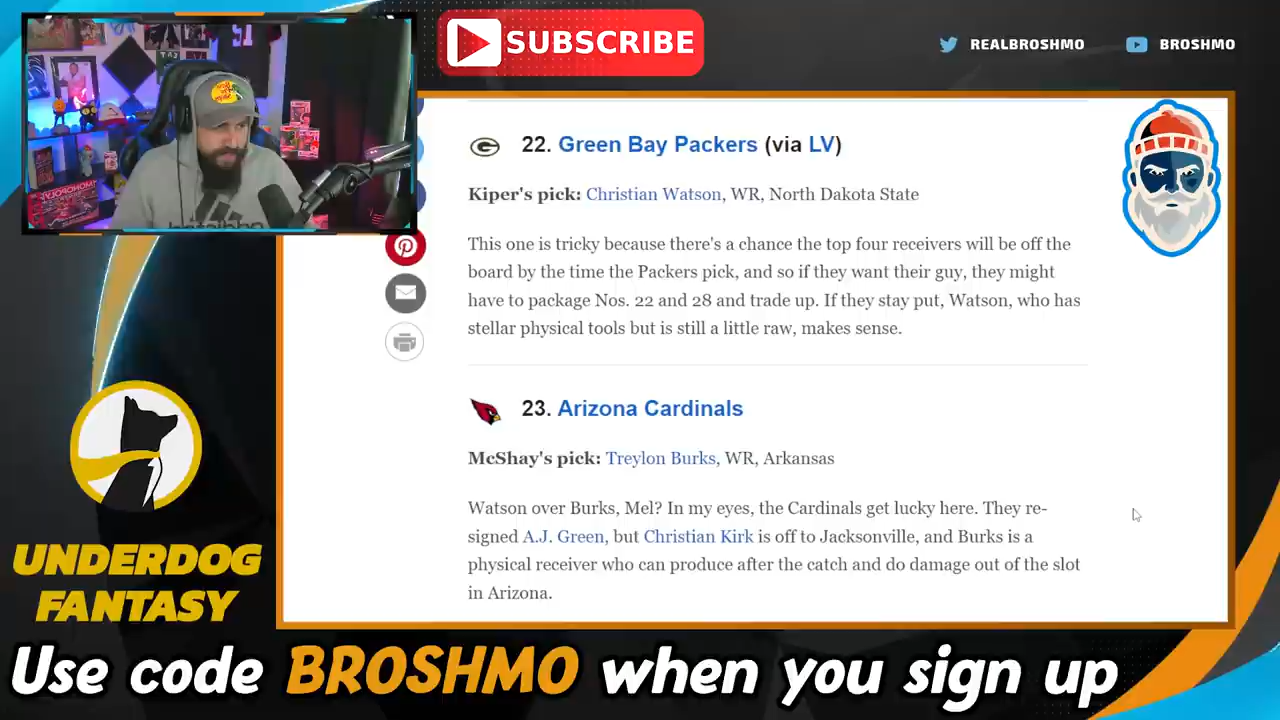 SUBSCRIBE
REALBROSHMO
BROSHMO
22. Green Bay Packers (via LV)
Kiper's pick: Christian Watson, WR, North Dakota State
This one is tricky because there's a chance the top four receivers will be off the
board by the time the Packers pick, and so if they want their guy, they might
have to package Nos. 22 and 28 and trade up. If they stay put, Watson, who has
stellar physical tools but is still a little raw, makes sense.
23. Arizona Cardinals
McShay's pick: Treylon Burks, WR, Arkansas
Watson over Burks, Mel? In my eyes, the Cardinals get lucky here. They re-
signed A.J. Green, but Christian Kirk is off to Jacksonville, and Burks is a
physical receiver who can produce after the catch and do damage out of the slot
in Arizona.
UNDERDOG
FANTASY
Use code BROSHMO when you sign up